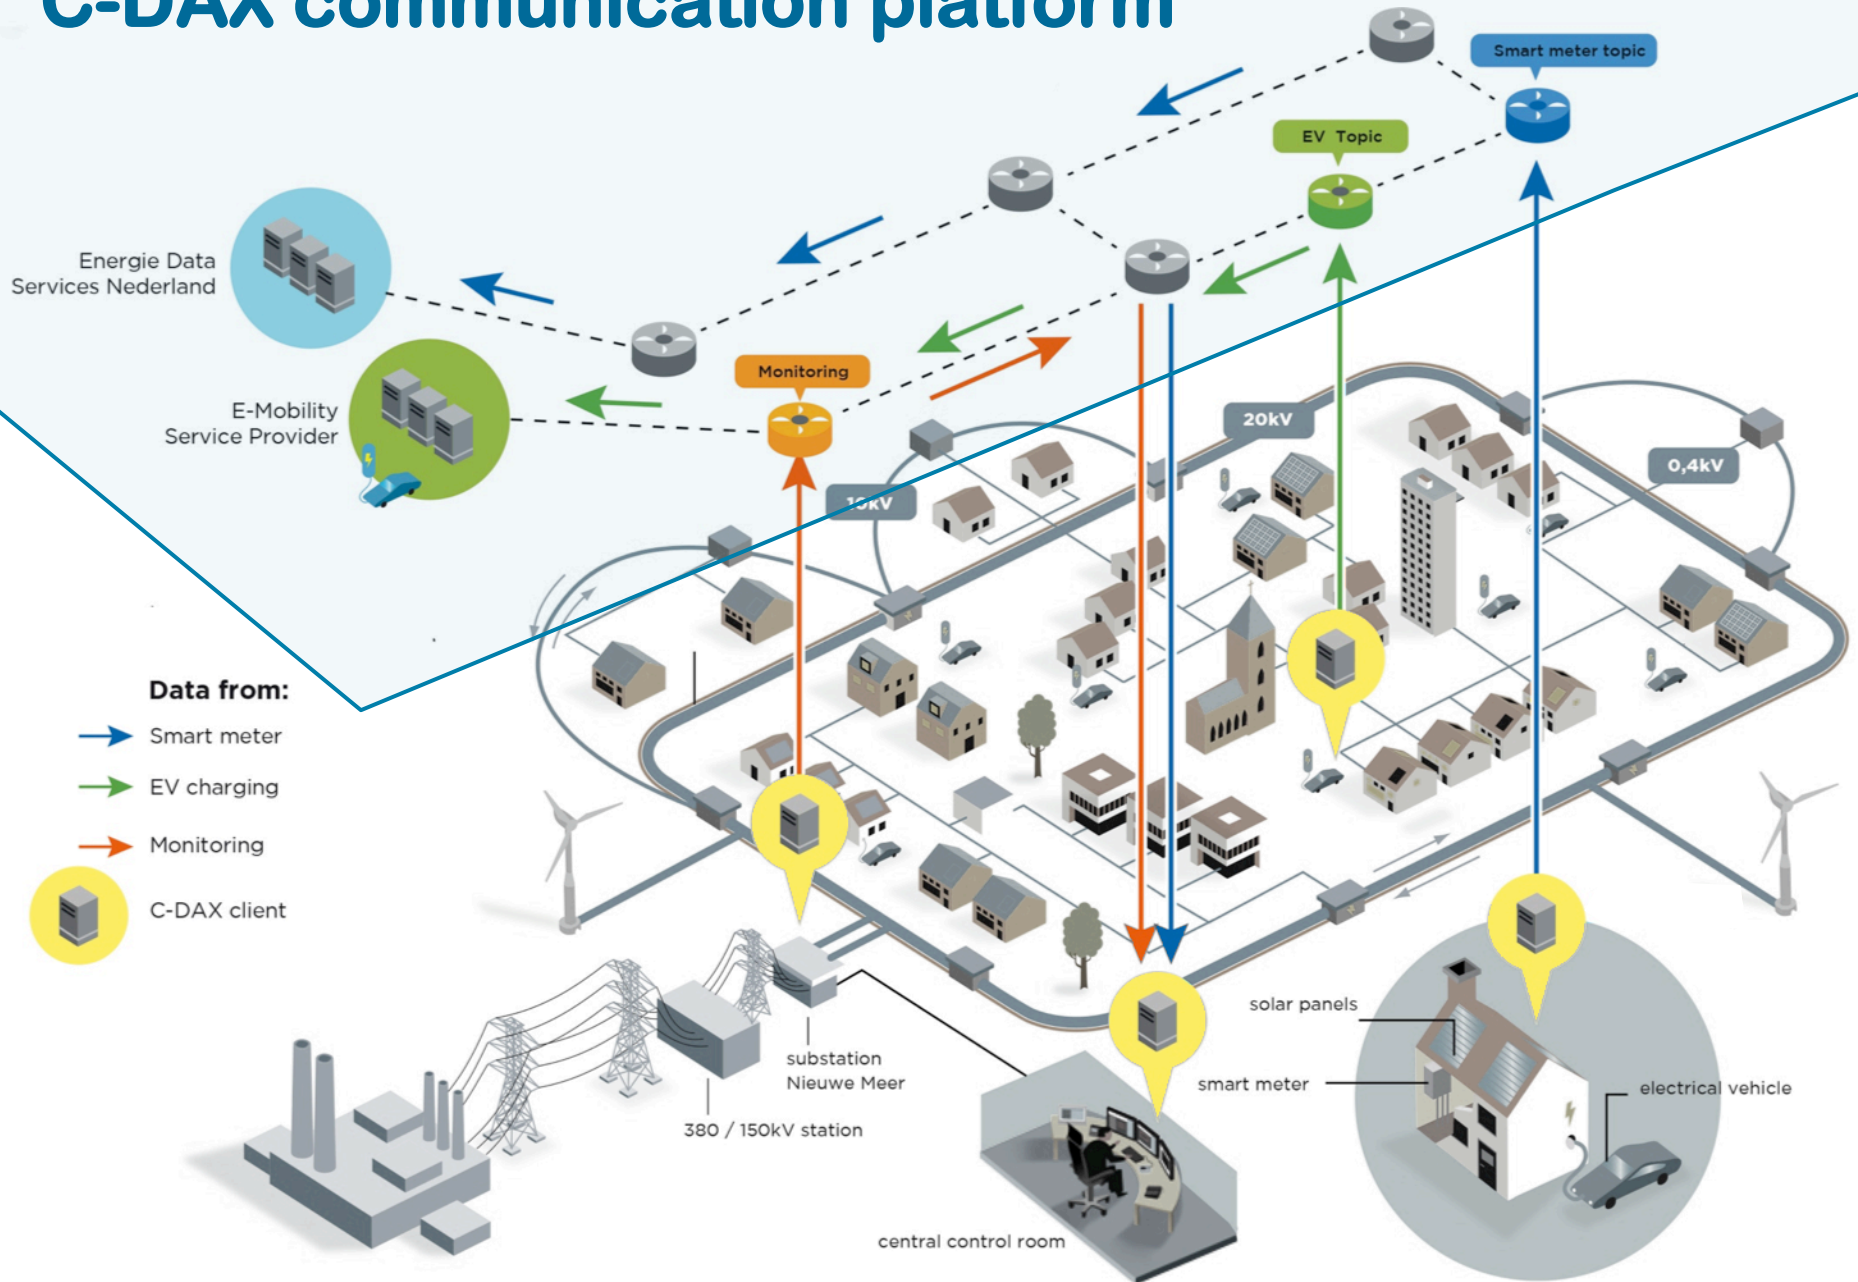 C-DAX communication platform
Smart meter topic
EV Topic
Energie Data
Services Nederland
Monitoring
E-Mobility
Service Provider
20kV
0,4kV
10kV
Data from:
Smart meter
EV charging
Monitoring
C-DAX client
solar panels
substation
Nieuwe Meer
smart meter
electrical vehicle
380 / 150kV station
central control room